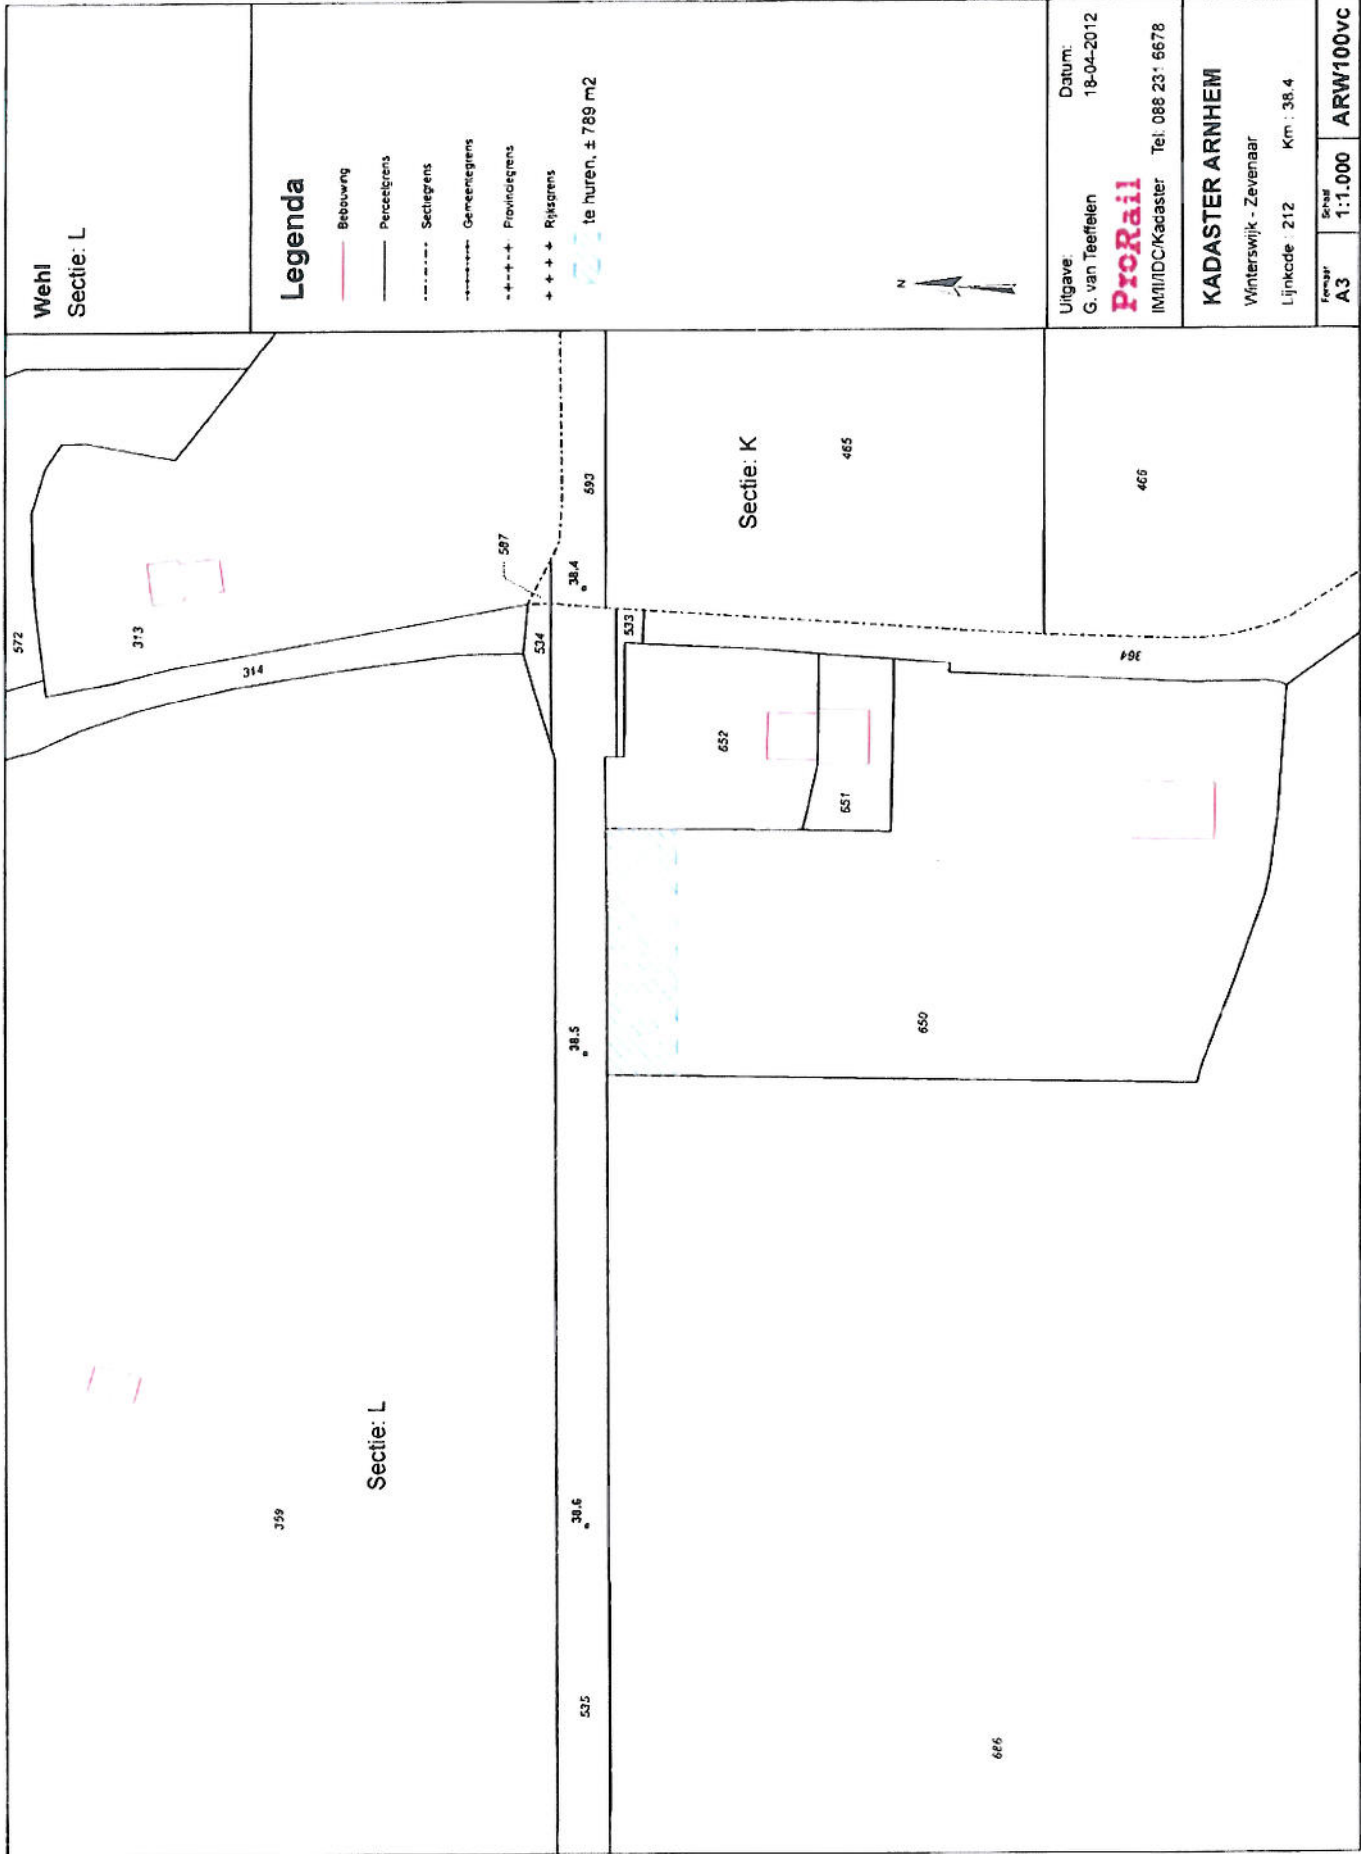 Wehl
Sectie: L
Legenda
Bebouwing
Perceelgrens
Sectiegrens
Gemeentegrens
Provinciegrens
Rijksgrens
te huren, ± 789 m2
N
Uitgave:
Datum:
G. van Teeffelen
18-04-2012
ProRail
IM/II/IDC/Kadaster
Tel: 088 231 6678
KADASTER ARNHEM
Winterswijk - Zevenaar
Lijnkode : 212
Km : 38.4
Formaat
A3
Schaal
1:1.000
ARW100vc
572
313
314
587
534
38.4
593
533
Sectie: K
465
466
364
652
651
650
38.5
359
Sectie: L
38.6
535
686